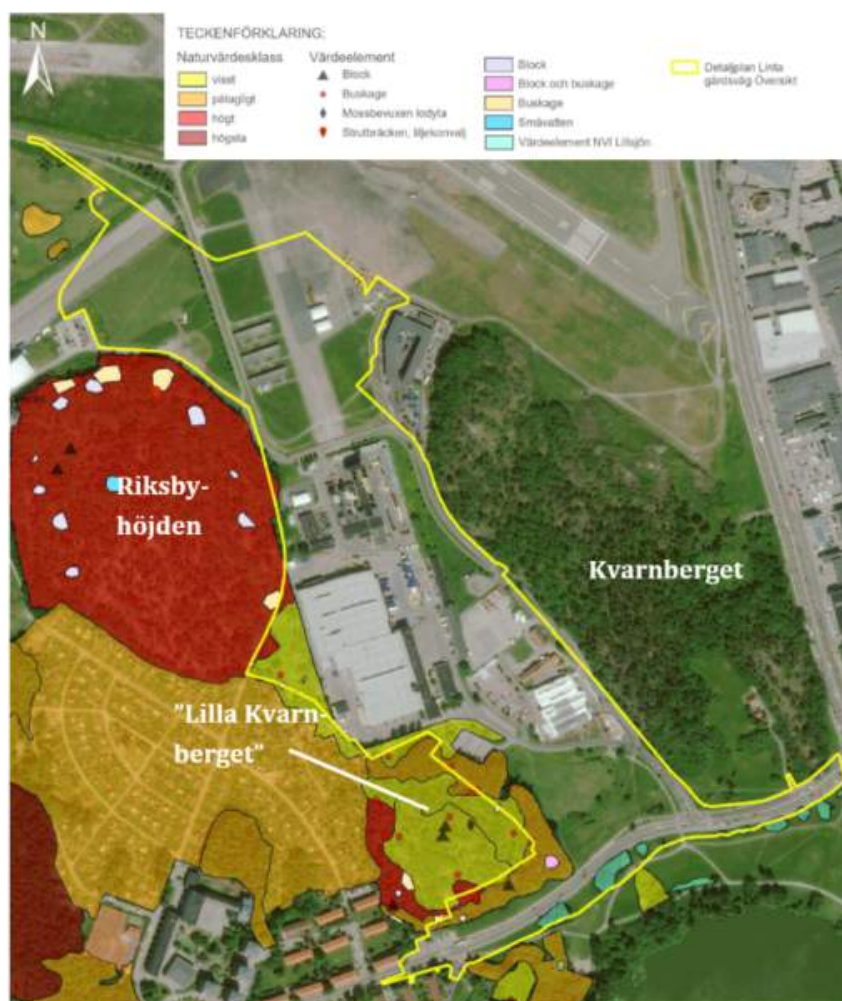 N
TECKENFÖRKLARING:
Naturvärdesklass
visst
påtagligt
högt
högsta
Värdeelement
Block
Buskage
Mossbevuxen lodyta
Strutbräcken, liljekonvalj
Block
Block och buskage
Buskage
Småvatten
Värdeelement NVI Lillsjön
Detaljplan Linta
gårdsväg Översikt
Riksby-
höjden
Kvarnberget
"Lilla Kvarn-
berget"